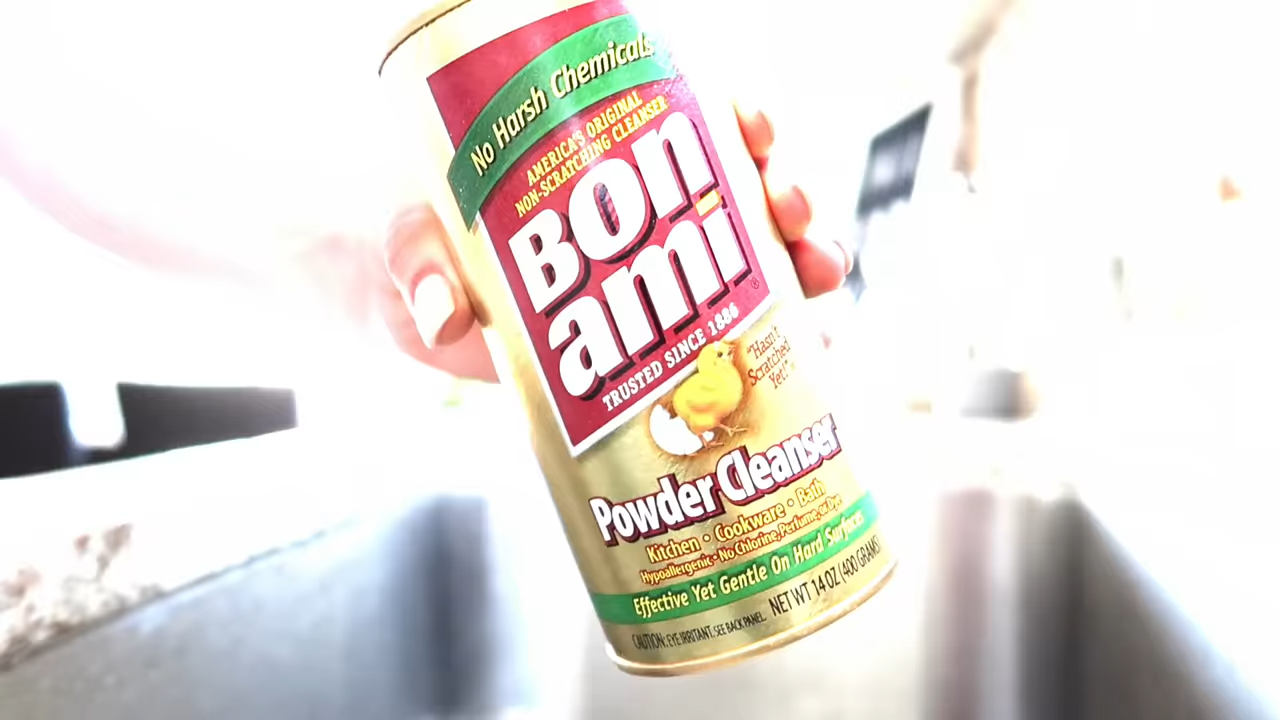 No Harsh Chemicals
AMERICA'S ORIGINAL
NON-SCRATCHING CLEANSER
Bon
ami®
TRUSTED SINCE 1886
"Hasn't
Scratched
Yet!"®
Powder Cleanser
Kitchen • Cookware • Bath
Hypoallergenic • No Chlorine, Perfume, or Dye
Effective Yet Gentle On Hard Surfaces
NET WT 14 OZ (400 GRAMS)
CAUTION: EYE IRRITANT. SEE BACK PANEL.